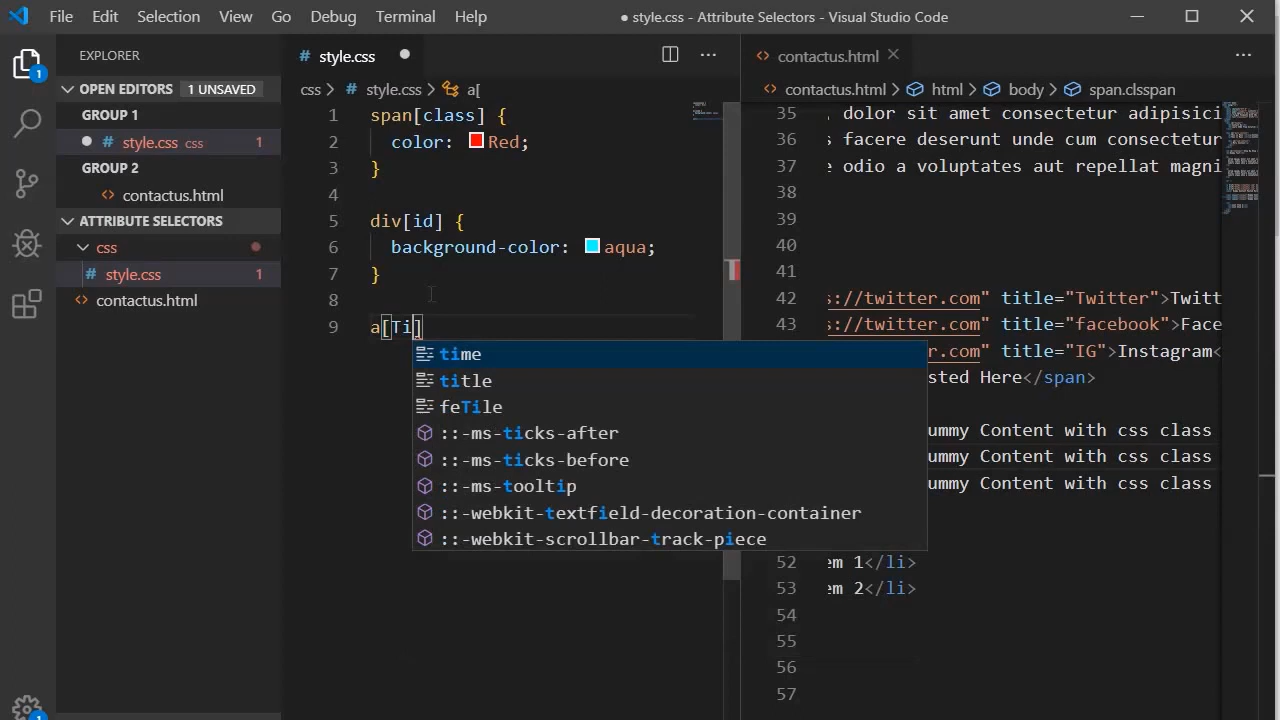 File Edit Selection View Go Debug Terminal Help
● style.css - Attribute Selectors - Visual Studio Code
EXPLORER
OPEN EDITORS 1 UNSAVED
GROUP 1
style.css css 1
GROUP 2
contactus.html
ATTRIBUTE SELECTORS
css
style.css 1
contactus.html
1
1
style.css
css > style.css > a[
1 span[class] {
2 color: Red;
3 }
4
5 div[id] {
6 background-color: aqua;
7 }
8
9 a[Ti]
time
title
feTile
::-ms-ticks-after
::-ms-ticks-before
::-ms-tooltip
::-webkit-textfield-decoration-container
::-webkit-scrollbar-track-piece
contactus.html
contactus.html > html > body > span.clsspan
35 , dolor sit amet consectetur adipisici
36 s facere deserunt unde cum consectetur
37 e odio a voluptates aut repellat magni
38
39
40
41
42 s://twitter.com" title="Twitter">Twitt
43 s://twitter.com" title="facebook">Face
r.com" title="IG">Instagram<
sted Here</span>
ummy Content with css class
ummy Content with css class
ummy Content with css class
52 em 1</li>
53 em 2</li>
54
55
56
57